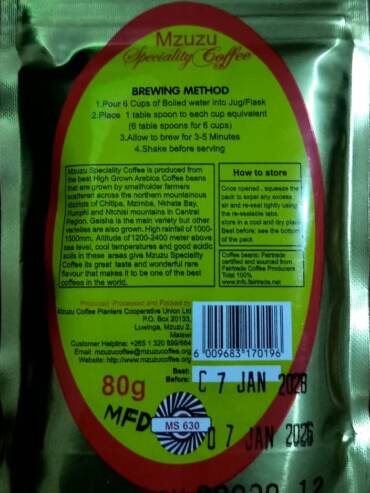 Mzuzu
Speciality Coffee
BREWING METHOD
1.Pour 6 Cups of Boiled water into Jug/Flask
2.Place 1 table spoon to each cup equivalent
(6 table spoons for 6 cups)
3.Allow to brew for 3-5 Minutes
4.Shake before serving
Mzuzu Speciality Coffee is produced from
the best High Grown Arabica Coffee beans
that are grown by smallholder farmers
scattered across the northern mountainous
districts of Chitipa, Mzimba, Nkhata Bay,
Rumphi and Ntchisi mountains in Central
Region. Geisha is the main variety but other
varieties are also grown. High rainfall of 1000-
1500mm, Altitude of 1200-2400 meter above
sea level, cool temperatures and good acidic
soils in these areas give Mzuzu Speciality
Coffee its great taste and wonderful rare
flavour that makes it to be one of the best
coffees in the world.
How to store
Once opened, squeeze the
pack to expel any excess
air and re-seal tightly using
the re-sealable tabs.
store in a cool and dry place
Best before: see the bottom
of the pack
Coffee beans: Fairtrade
certified and sourced from
Fairtrade Coffee Producers
Total 100%
www.info.fairtrade.net
Produced Processed and Packed by
Mzuzu Coffee Planters Cooperative Union Ltd
P.O. Box 20133,
Luwinga, Mzuzu 2,
Malawi
Customer Helpline: +265 1 320 899/664
Email: mzuzucoffee@mzuzucoffee.org
Website: http://www.mzuzucoffee.org
6 009683 170196
80g
Best
Before:
C 7 JAN 2028
MFD
MS 630
0 7 JAN 2026